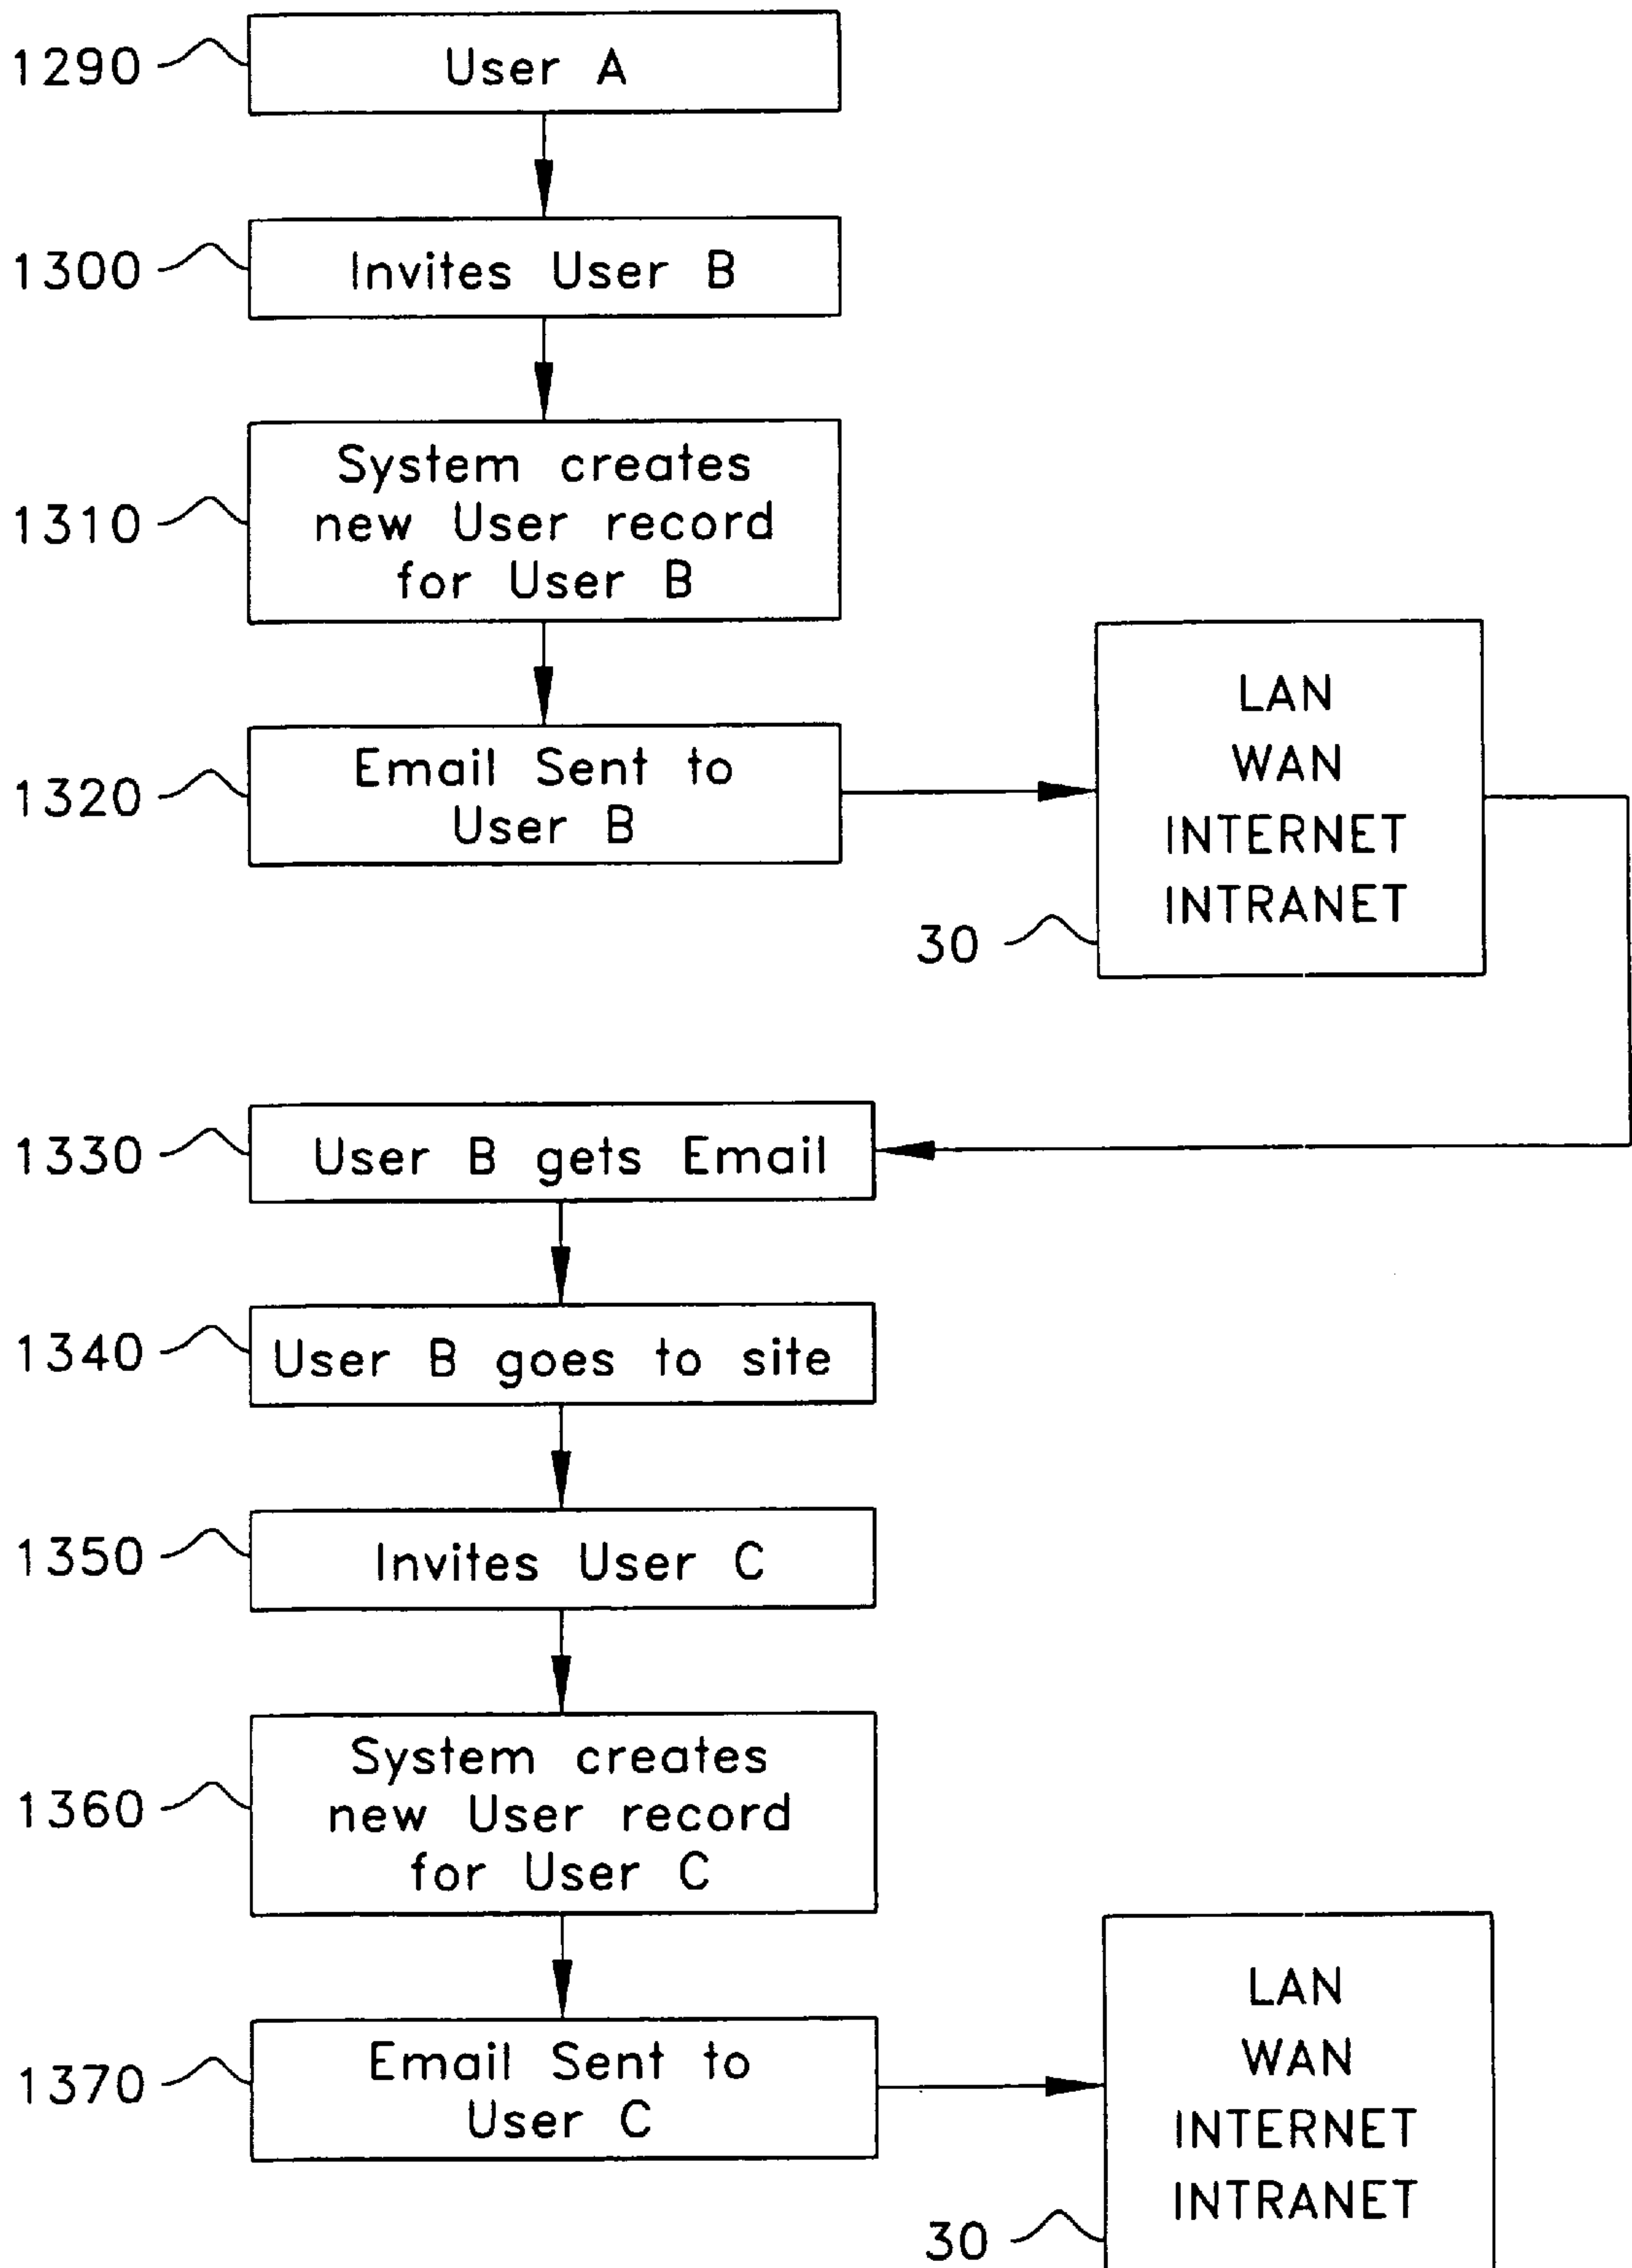 1290
User A
1300
Invites User B
1310
System creates
new User record
for User B
1320
Email Sent to
User B
LAN
WAN
INTERNET
INTRANET
30
1330
User B gets Email
1340
User B goes to site
1350
Invites User C
1360
System creates
new User record
for User C
1370
Email Sent to
User C
LAN
WAN
INTERNET
INTRANET
30